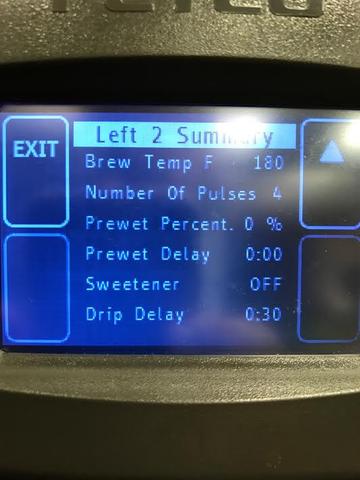 FETCO
Left 2 Summary
EXIT
Brew Temp F 180
Number Of Pulses 4
Prewet Percent. 0 %
Prewet Delay 0:00
Sweetener OFF
Drip Delay 0:30